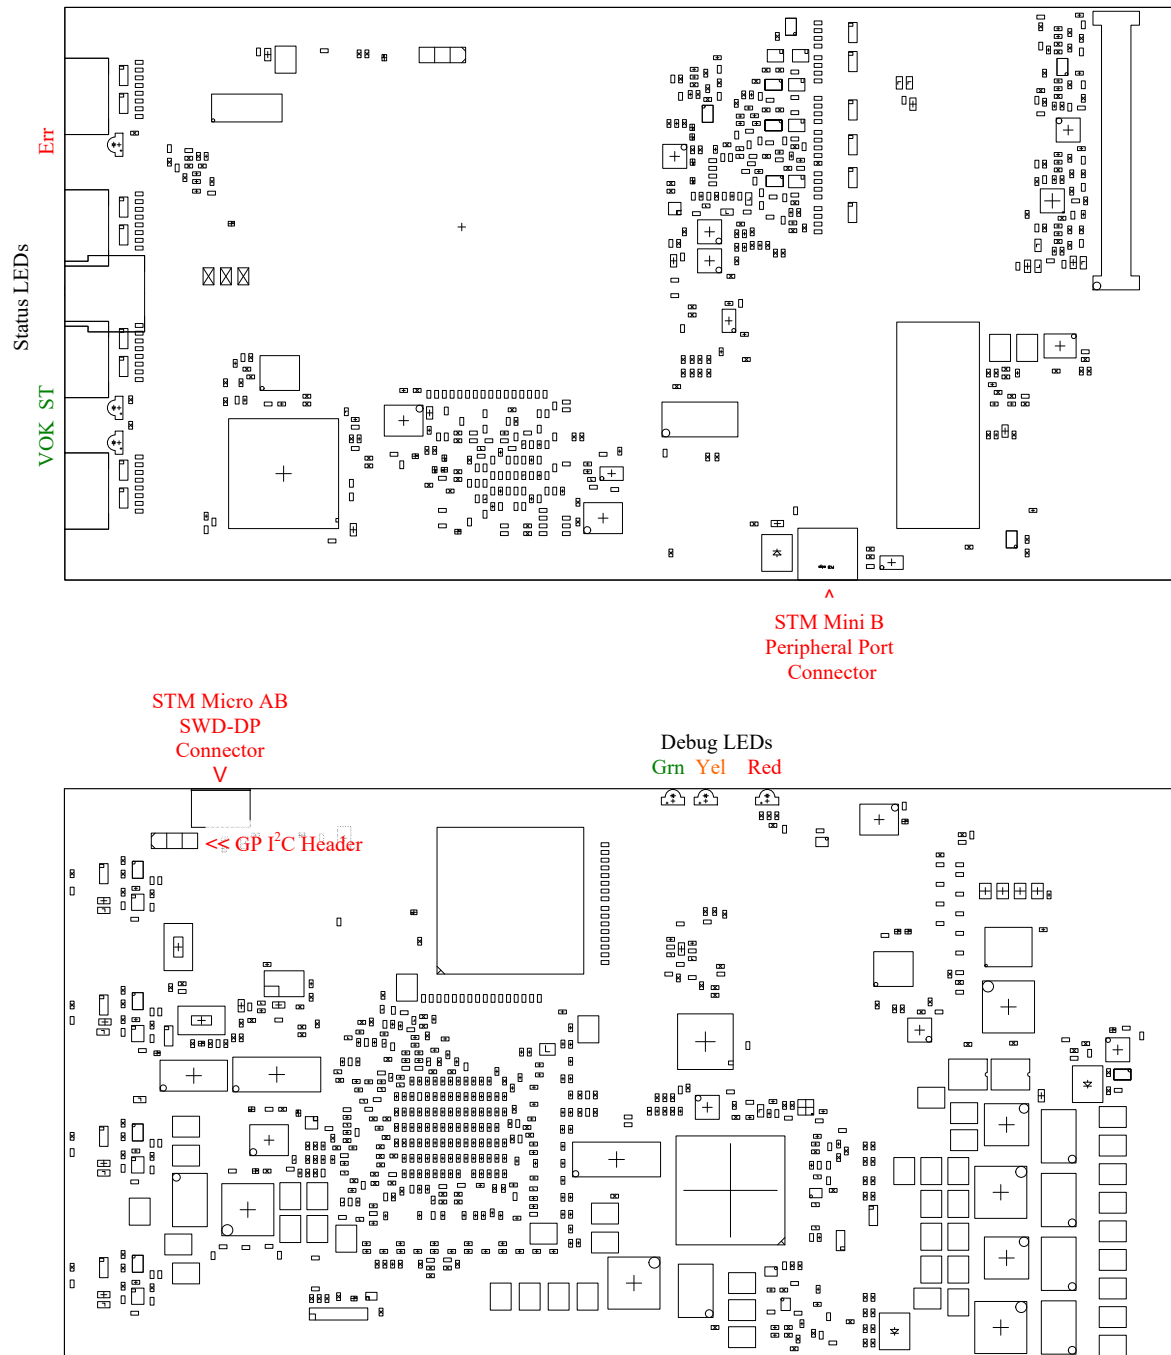 Err
Status LEDs
VOK ST
^
STM Mini B
Peripheral Port
Connector
STM Micro AB
SWD-DP
Connector
V
Debug LEDs
Grn Yel Red
<< GP I²C Header